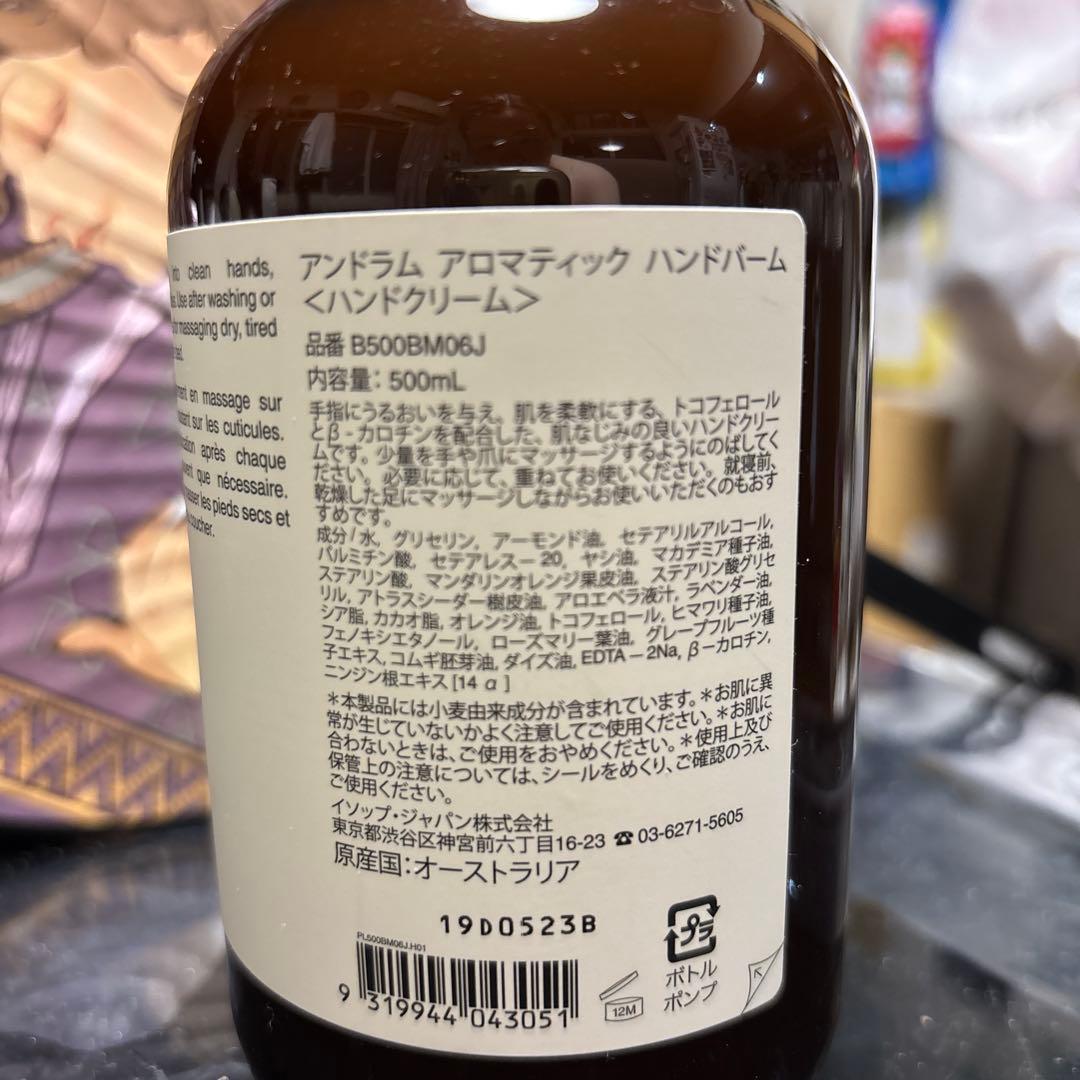 into clean hands,
Use after washing or
massaging dry, tired
en massage sur
sur les cuticules.
après chaque
que nécessaire.
les pieds secs et
coucher.
アンドラム アロマティック ハンドバーム
<ハンドクリーム>
品番 B500BM06J
内容量: 500mL
手指にうるおいを与え、肌を柔軟にする、トコフェロール
とβ-カロチンを配合した、肌なじみの良いハンドクリー
ムです。少量を手や爪にマッサージするようにのばしてく
ださい。必要に応じて、重ねてお使いください。就寝前、
乾燥した足にマッサージしながらお使いいただくのもおす
すめです。
成分/水, グリセリン, アーモンド油, セテアリルアルコール,
パルミチン酸, セテアレス-20, ヤシ油, マカデミア種子油,
ステアリン酸, マンダリンオレンジ果皮油, ステアリン酸グリセ
リル, アトラスシーダー樹皮油, アロエベラ液汁, ラベンダー油,
シア脂, カカオ脂, オレンジ油, トコフェロール, ヒマワリ種子油,
フェノキシエタノール, ローズマリー葉油, グレープフルーツ種
子エキス, コムギ胚芽油, ダイズ油, EDTA-2Na, β-カロチン,
ニンジン根エキス [14 α]
*本製品には小麦由来成分が含まれています。*お肌に異
常が生じていないかよく注意してご使用ください。*お肌に
合わないときは、ご使用をおやめください。*使用上及び
保管上の注意については、シールをめくり、ご確認のうえ、
ご使用ください。
イソップ・ジャパン株式会社
東京都渋谷区神宮前六丁目16-23 ☎03-6271-5605
原産国:オーストラリア
19D0523B
PL500BM06J.H01
9 319944 043051
12M
プラ
ボトル
ポンプ